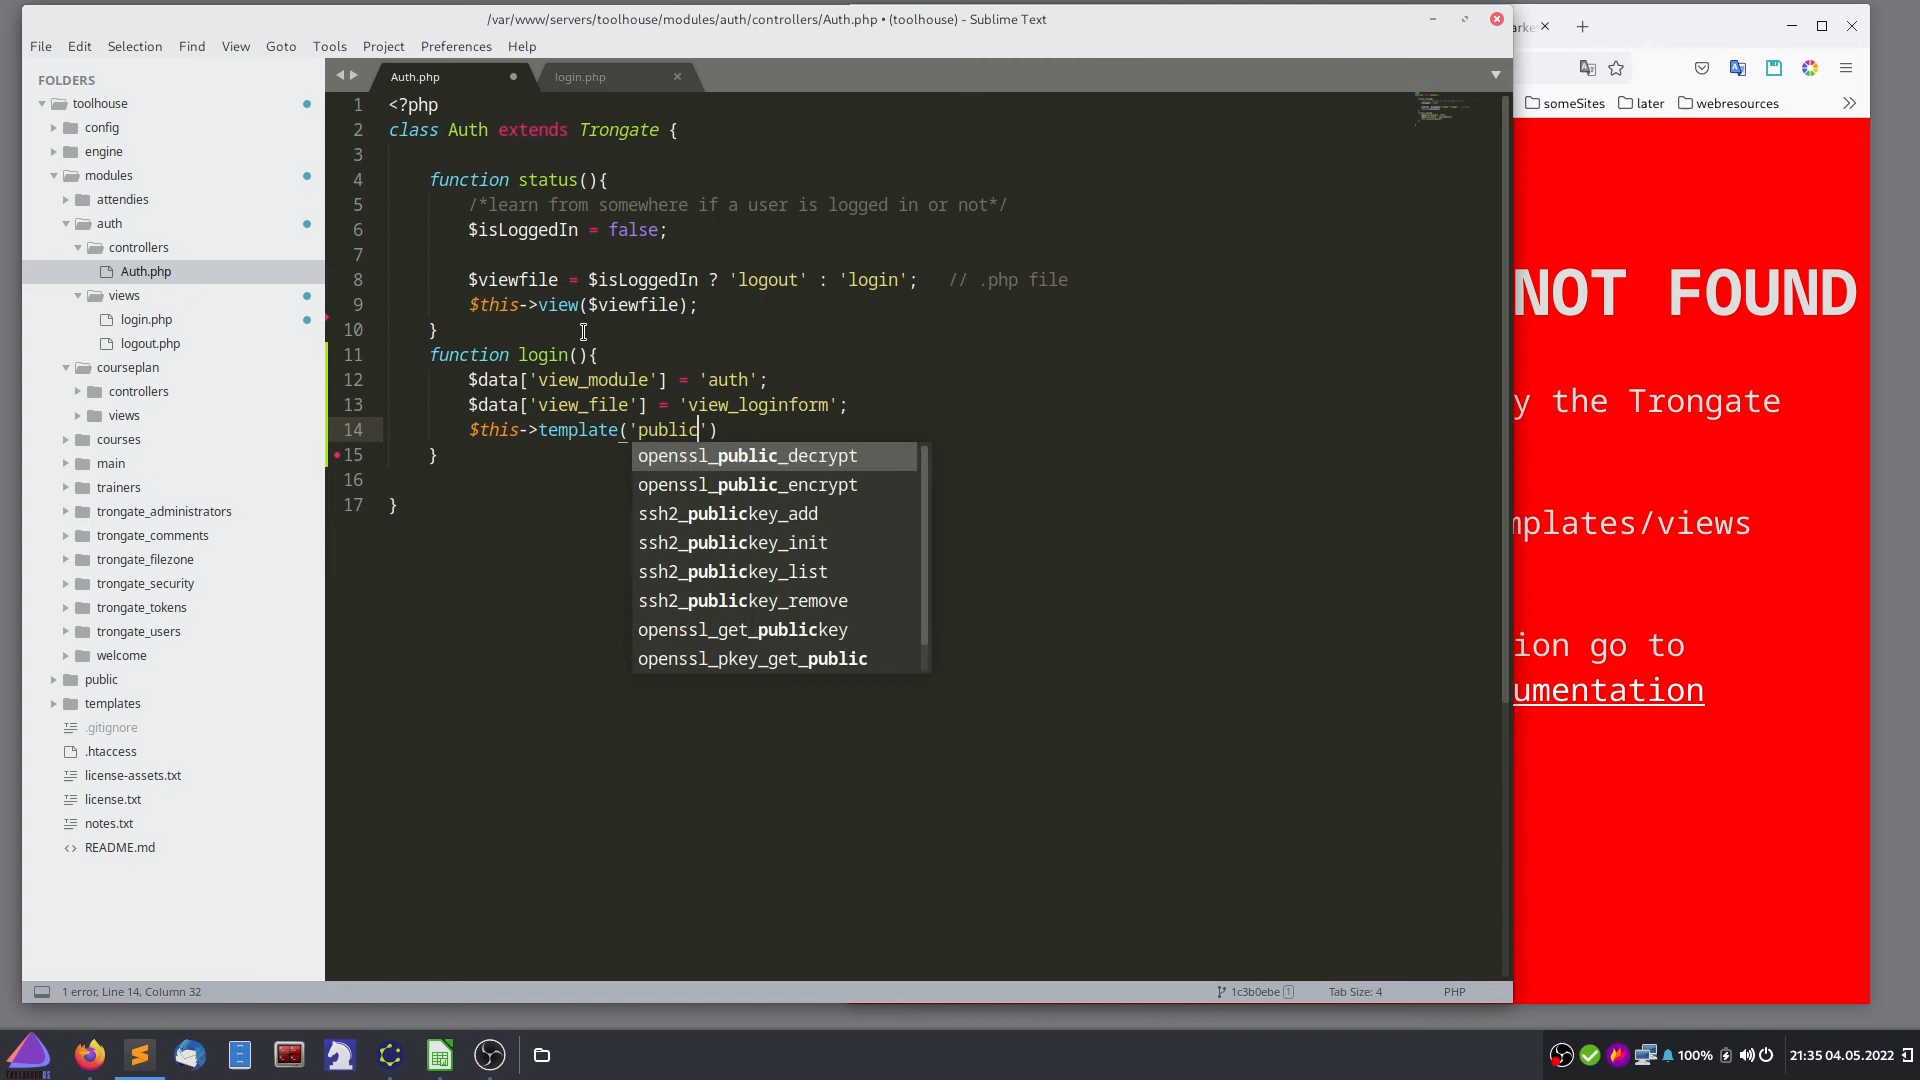 /var/www/servers/toolhouse/modules/auth/controllers/Auth.php • (toolhouse) - Sublime Text
File Edit Selection Find View Goto Tools Project Preferences Help
FOLDERS
toolhouse
config
engine
modules
attendies
auth
controllers
Auth.php
views
login.php
logout.php
courseplan
controllers
views
courses
main
trainers
trongate_administrators
trongate_comments
trongate_filezone
trongate_security
trongate_tokens
trongate_users
welcome
public
templates
.gitignore
.htaccess
license-assets.txt
license.txt
notes.txt
README.md
Auth.php login.php
1 <?php
2 class Auth extends Trongate {
3
4 function status(){
5 /*learn from somewhere if a user is logged in or not*/
6 $isLoggedIn = false;
7
8 $viewfile = $isLoggedIn ? 'logout' : 'login'; // .php file
9 $this->view($viewfile);
10 }
11 function login(){
12 $data['view_module'] = 'auth';
13 $data['view_file'] = 'view_loginform';
14 $this->template('public')
15 }
16
17 }
openssl_public_decrypt
openssl_public_encrypt
ssh2_publickey_add
ssh2_publickey_init
ssh2_publickey_list
ssh2_publickey_remove
openssl_get_publickey
openssl_pkey_get_public
1 error, Line 14, Column 32
1c3b0ebe 1 Tab Size: 4 PHP
arke
someSites later webresources
NOT FOUND
y the Trongate
mplates/views
ion go to
umentation
100% 21:35 04.05.2022